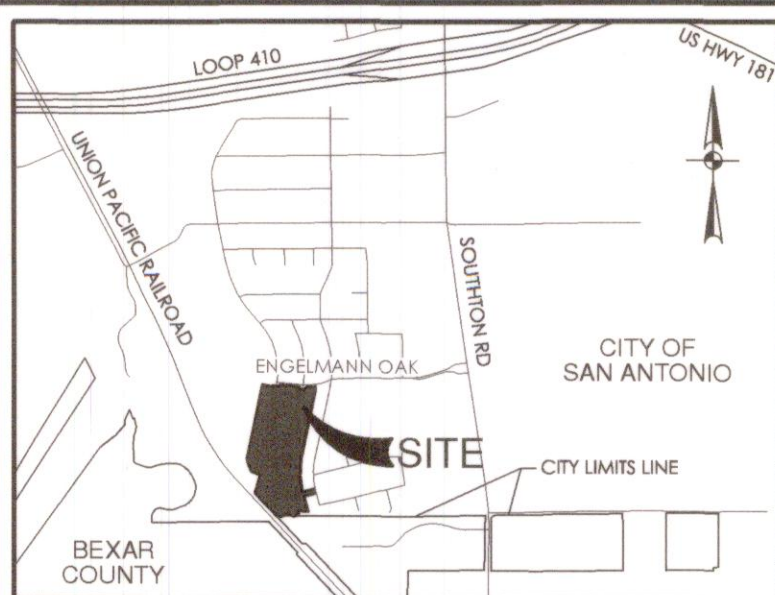 LOOP 410
US HWY 181
UNION PACIFIC RAILROAD
SOUTHTON RD
ENGELMANN OAK
CITY OF
SAN ANTONIO
SITE
CITY LIMITS LINE
BEXAR
COUNTY